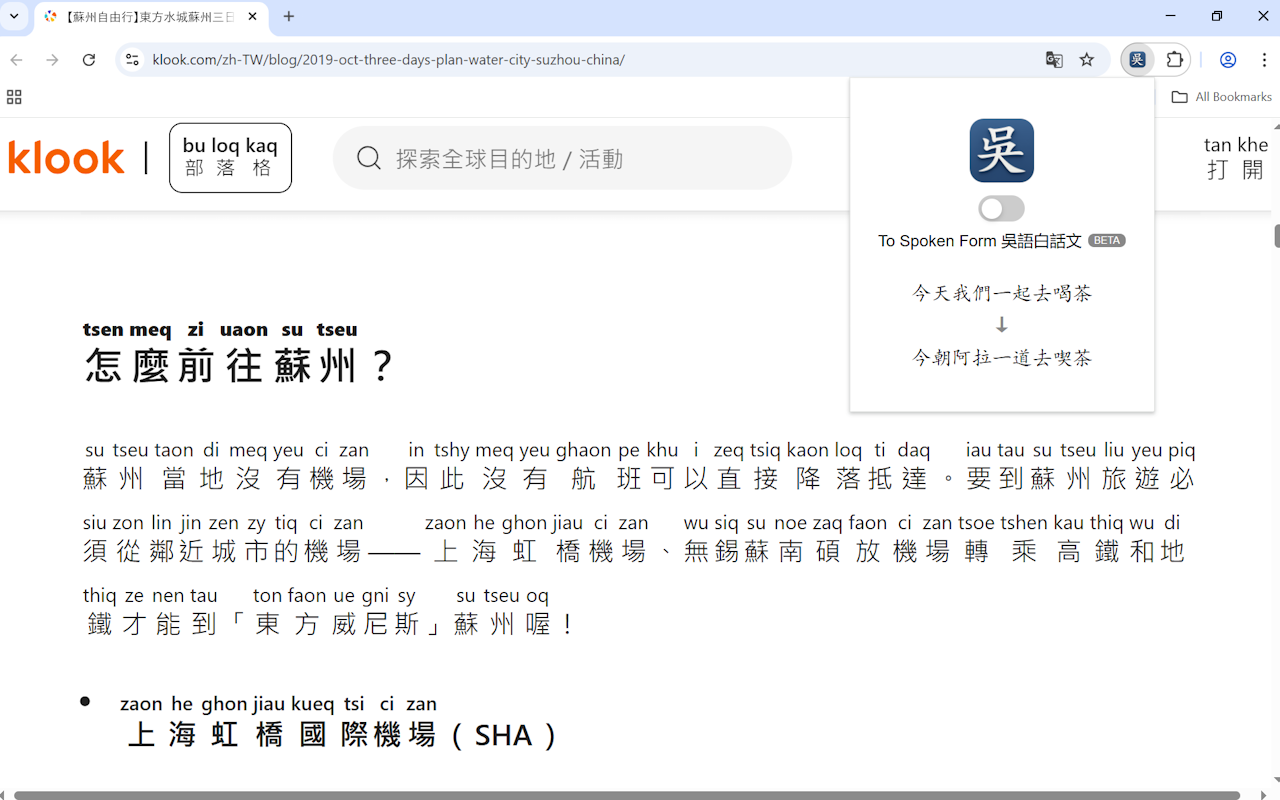 【蘇州自由行】東方水城蘇州三日
klook.com/zh-TW/blog/2019-oct-three-days-plan-water-city-suzhou-china/
吳
All Bookmarks
klook
bu loq kaq
部落格
探索全球目的地 / 活動
tan khe
打開
吳
To Spoken Form 吳語白話文 BETA
今天我們一起去喝茶
↓
今朝阿拉一道去喫茶
tsen meq zi uaon su tseu
怎麼前往蘇州？
su tseu taon di meq yeu ci zan in tshy meq yeu ghaon pe khu i zeq tsiq kaon loq ti daq iau tau su tseu liu yeu piq
蘇州當地沒有機場，因此沒有航班可以直接降落抵達。要到蘇州旅遊必
siu zon lin jin zen zy tiq ci zan zaon he ghon jiau ci zan wu siq su noe zaq faon ci zan tsoe tshen kau thiq wu di
須從鄰近城市的機場——上海虹橋機場、無錫蘇南碩放機場轉乘高鐵和地
thiq ze nen tau ton faon ue gni sy su tseu oq
鐵才能到「東方威尼斯」蘇州喔！
zaon he ghon jiau kueq tsi ci zan
● 上海虹橋國際機場（SHA）